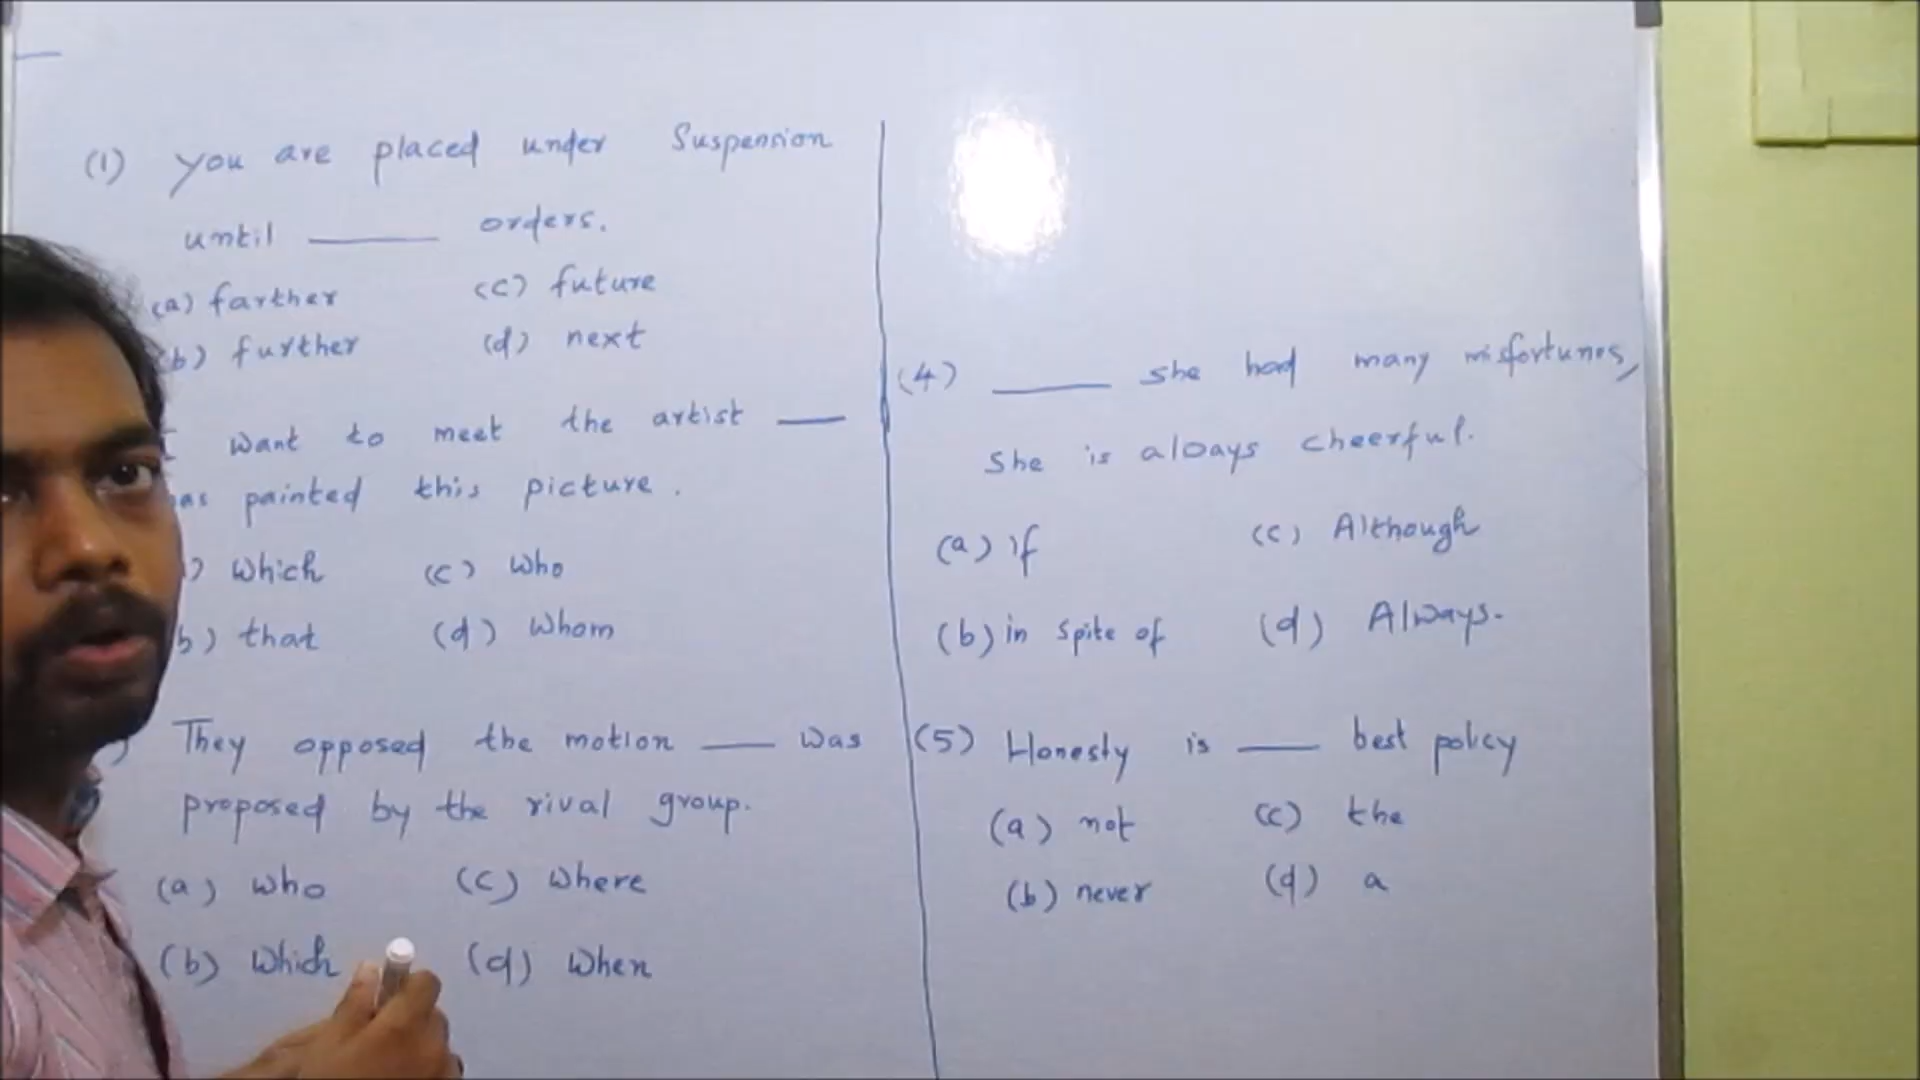 (1) you are placed under Suspension
until ____ orders.
(a) farther (c) future
(b) further (d) next
I want to meet the artist ____
has painted this picture.
) which (c) who
b) that (d) whom
) They opposed the motion ____ was
proposed by the rival group.
(a) who (c) where
(b) which (d) when
(4) ____ she had many misfortunes,
She is always cheerful.
(a) if (c) Although
(b) in spite of (d) Always.
(5) Honesty is ____ best policy
(a) not (c) the
(b) never (d) a